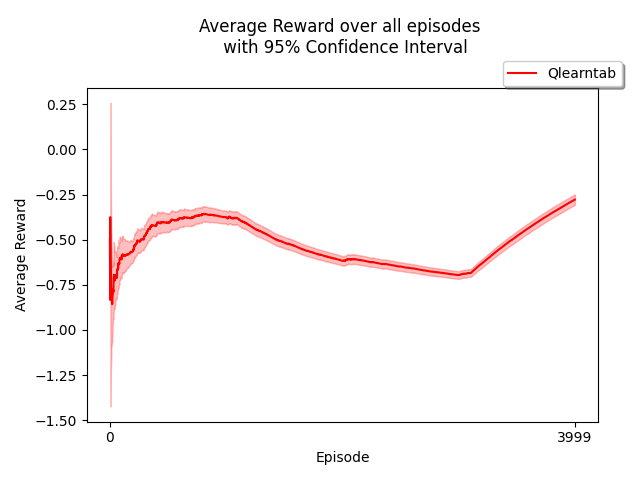 Average Reward over all episodes
with 95% Confidence Interval
Qlearntab
0.25
0.00
−0.25
−0.50
−0.75
−1.00
−1.25
−1.50
Average Reward
0 3999
Episode